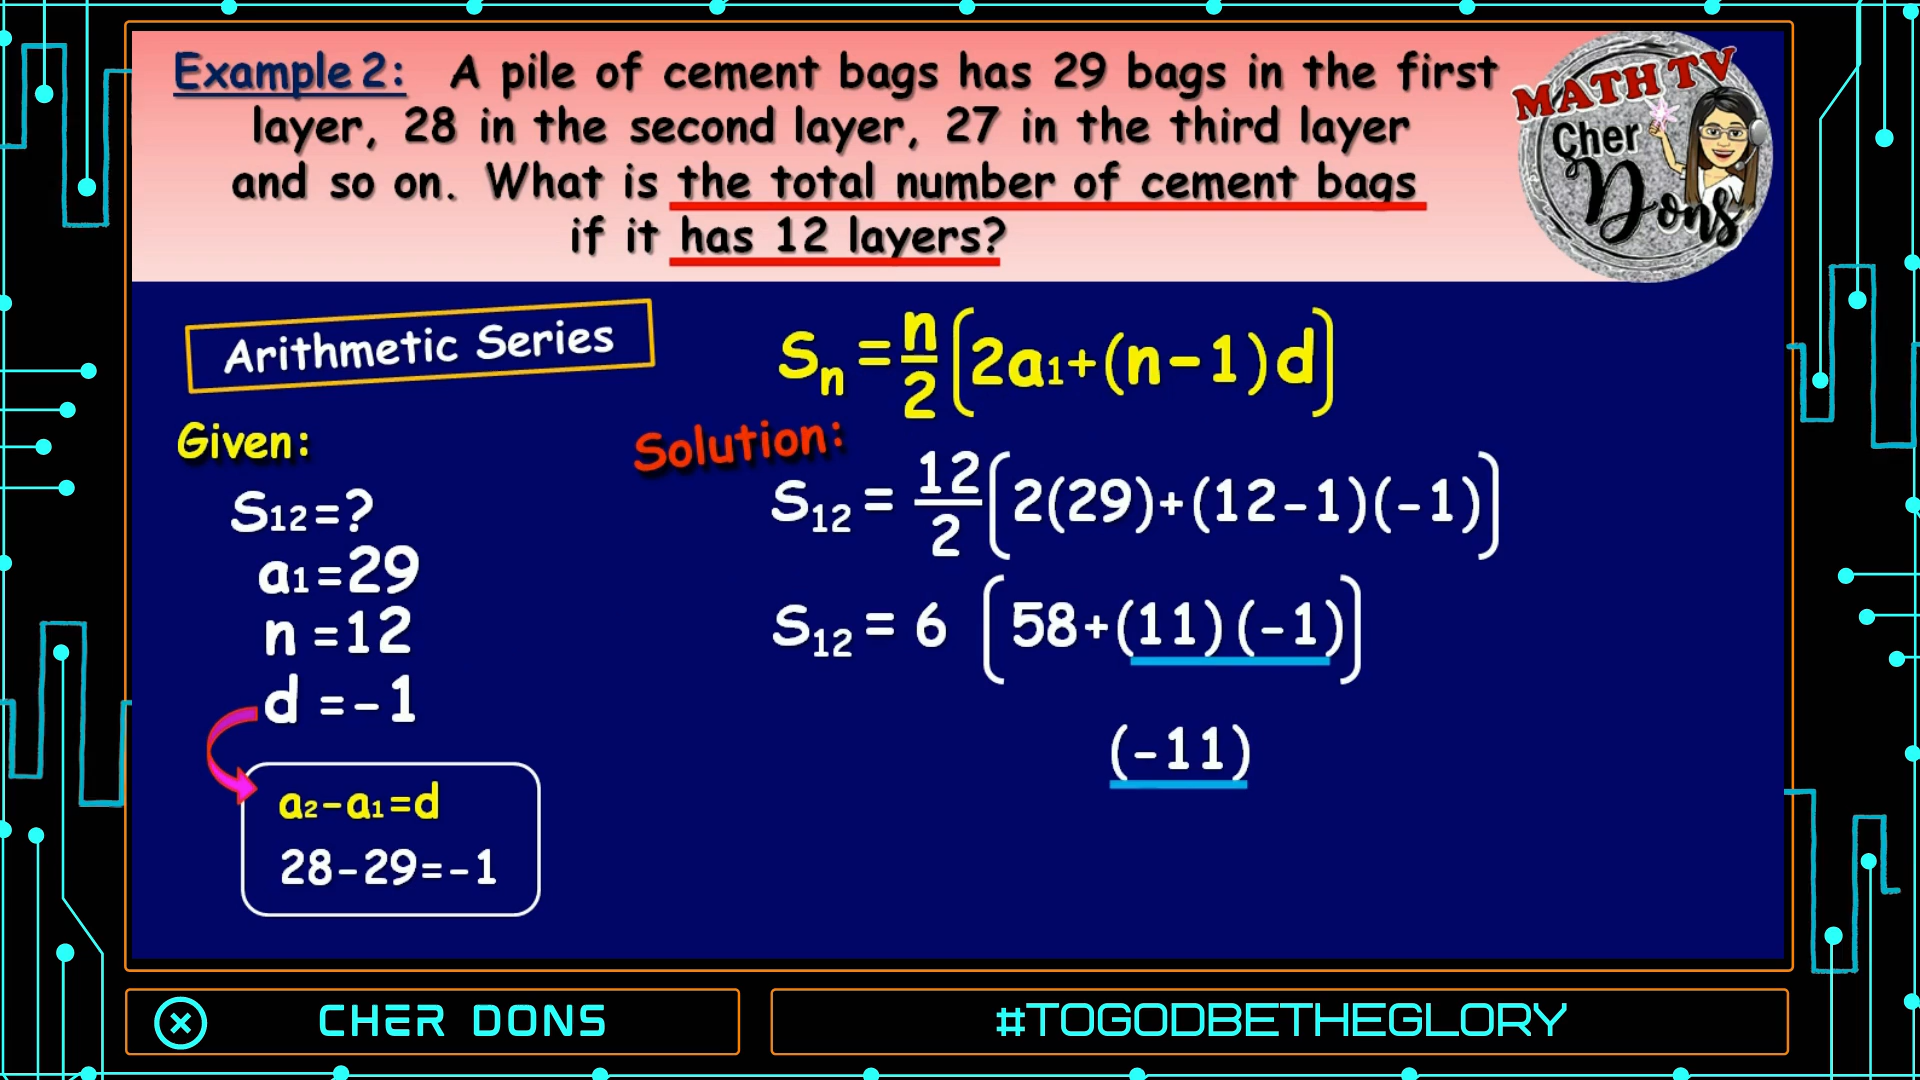 Example 2: A pile of cement bags has 29 bags in the first
layer, 28 in the second layer, 27 in the third layer
and so on. What is the total number of cement bags
if it has 12 layers?
MATH TV
Cher
Dons
Arithmetic Series
Sn = n/2 [2a1+(n-1)d]
Given:
S12=?
a1=29
n =12
d =-1
a2-a1=d
28-29=-1
Solution:
S12 = 12/2 [2(29)+(12-1)(-1)]
S12 = 6 [58+(11)(-1)]
(-11)
CHER DONS
#TOGODBETHEGLORY